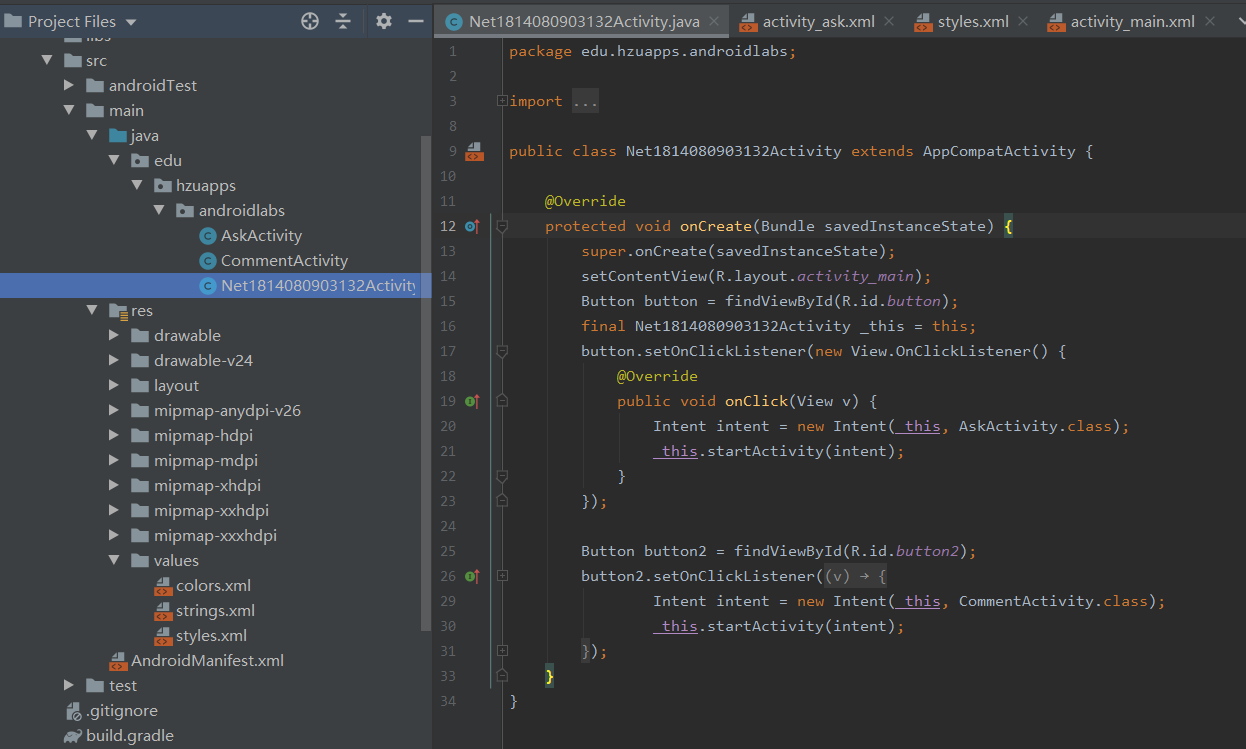 Project Files
libs
src
androidTest
main
java
edu
hzuapps
androidlabs
AskActivity
CommentActivity
Net1814080903132Activity
res
drawable
drawable-v24
layout
mipmap-anydpi-v26
mipmap-hdpi
mipmap-mdpi
mipmap-xhdpi
mipmap-xxhdpi
mipmap-xxxhdpi
values
colors.xml
strings.xml
styles.xml
AndroidManifest.xml
test
.gitignore
build.gradle
Net1814080903132Activity.java activity_ask.xml styles.xml activity_main.xml
1 package edu.hzuapps.androidlabs;
2
3 import ...
8
9 public class Net1814080903132Activity extends AppCompatActivity {
10
11 @Override
12 protected void onCreate(Bundle savedInstanceState) {
13 super.onCreate(savedInstanceState);
14 setContentView(R.layout.activity_main);
15 Button button = findViewById(R.id.button);
16 final Net1814080903132Activity _this = this;
17 button.setOnClickListener(new View.OnClickListener() {
18 @Override
19 public void onClick(View v) {
20 Intent intent = new Intent(_this, AskActivity.class);
21 _this.startActivity(intent);
22 }
23 });
24
25 Button button2 = findViewById(R.id.button2);
26 button2.setOnClickListener((v) → {
29 Intent intent = new Intent(_this, CommentActivity.class);
30 _this.startActivity(intent);
31 });
33 }
34 }